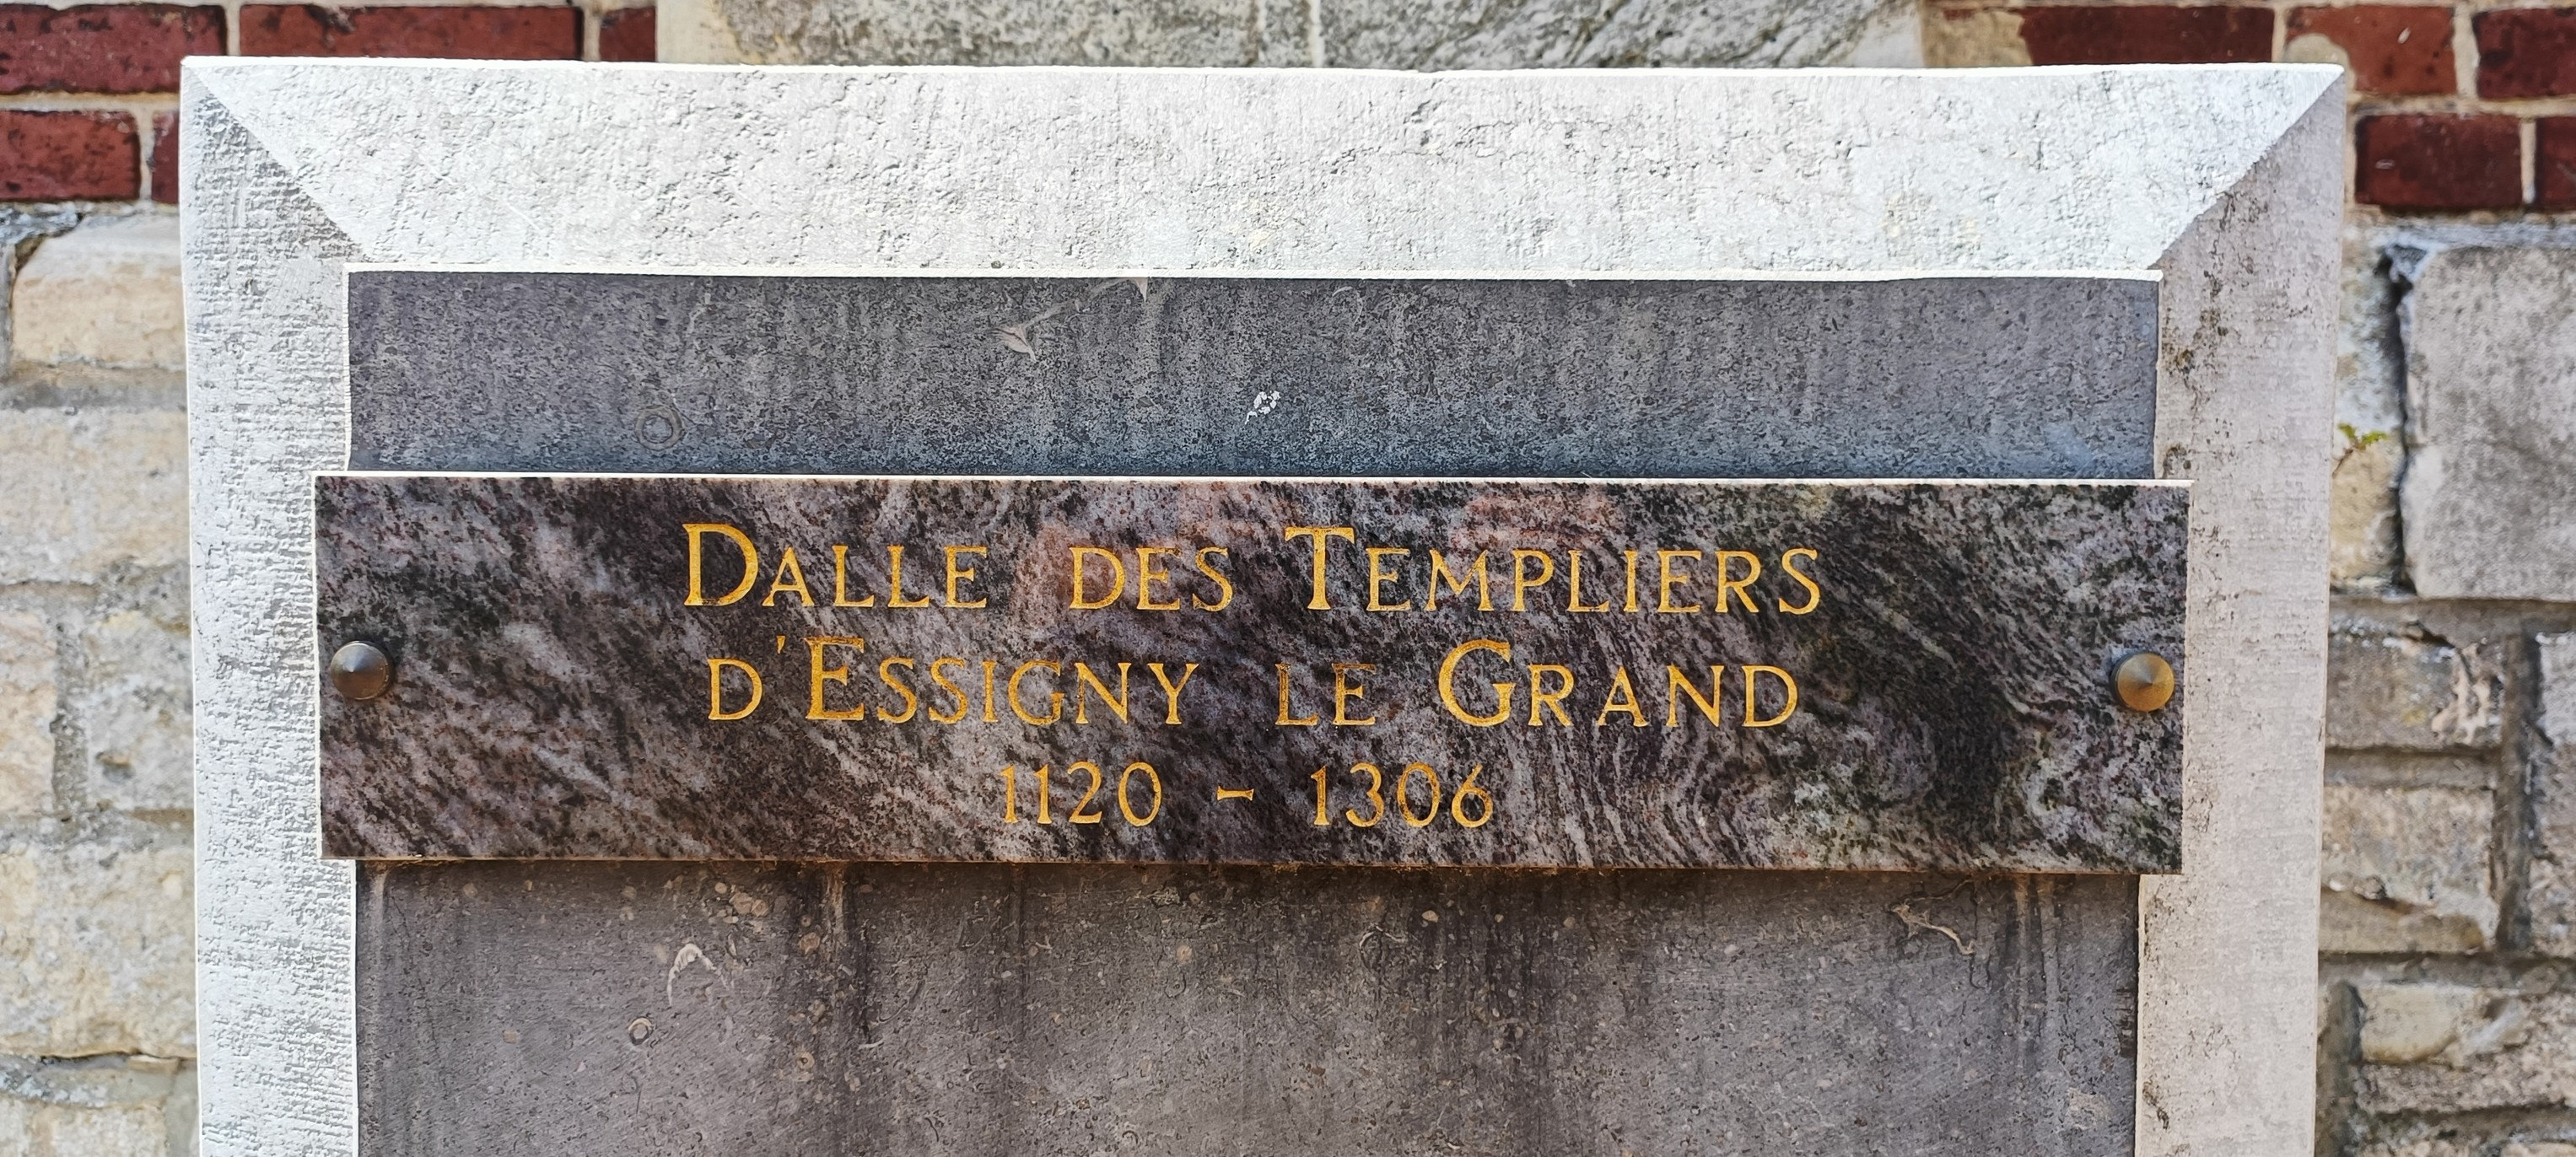 Dalle des Templiers
d'Essigny le Grand
1120 - 1306